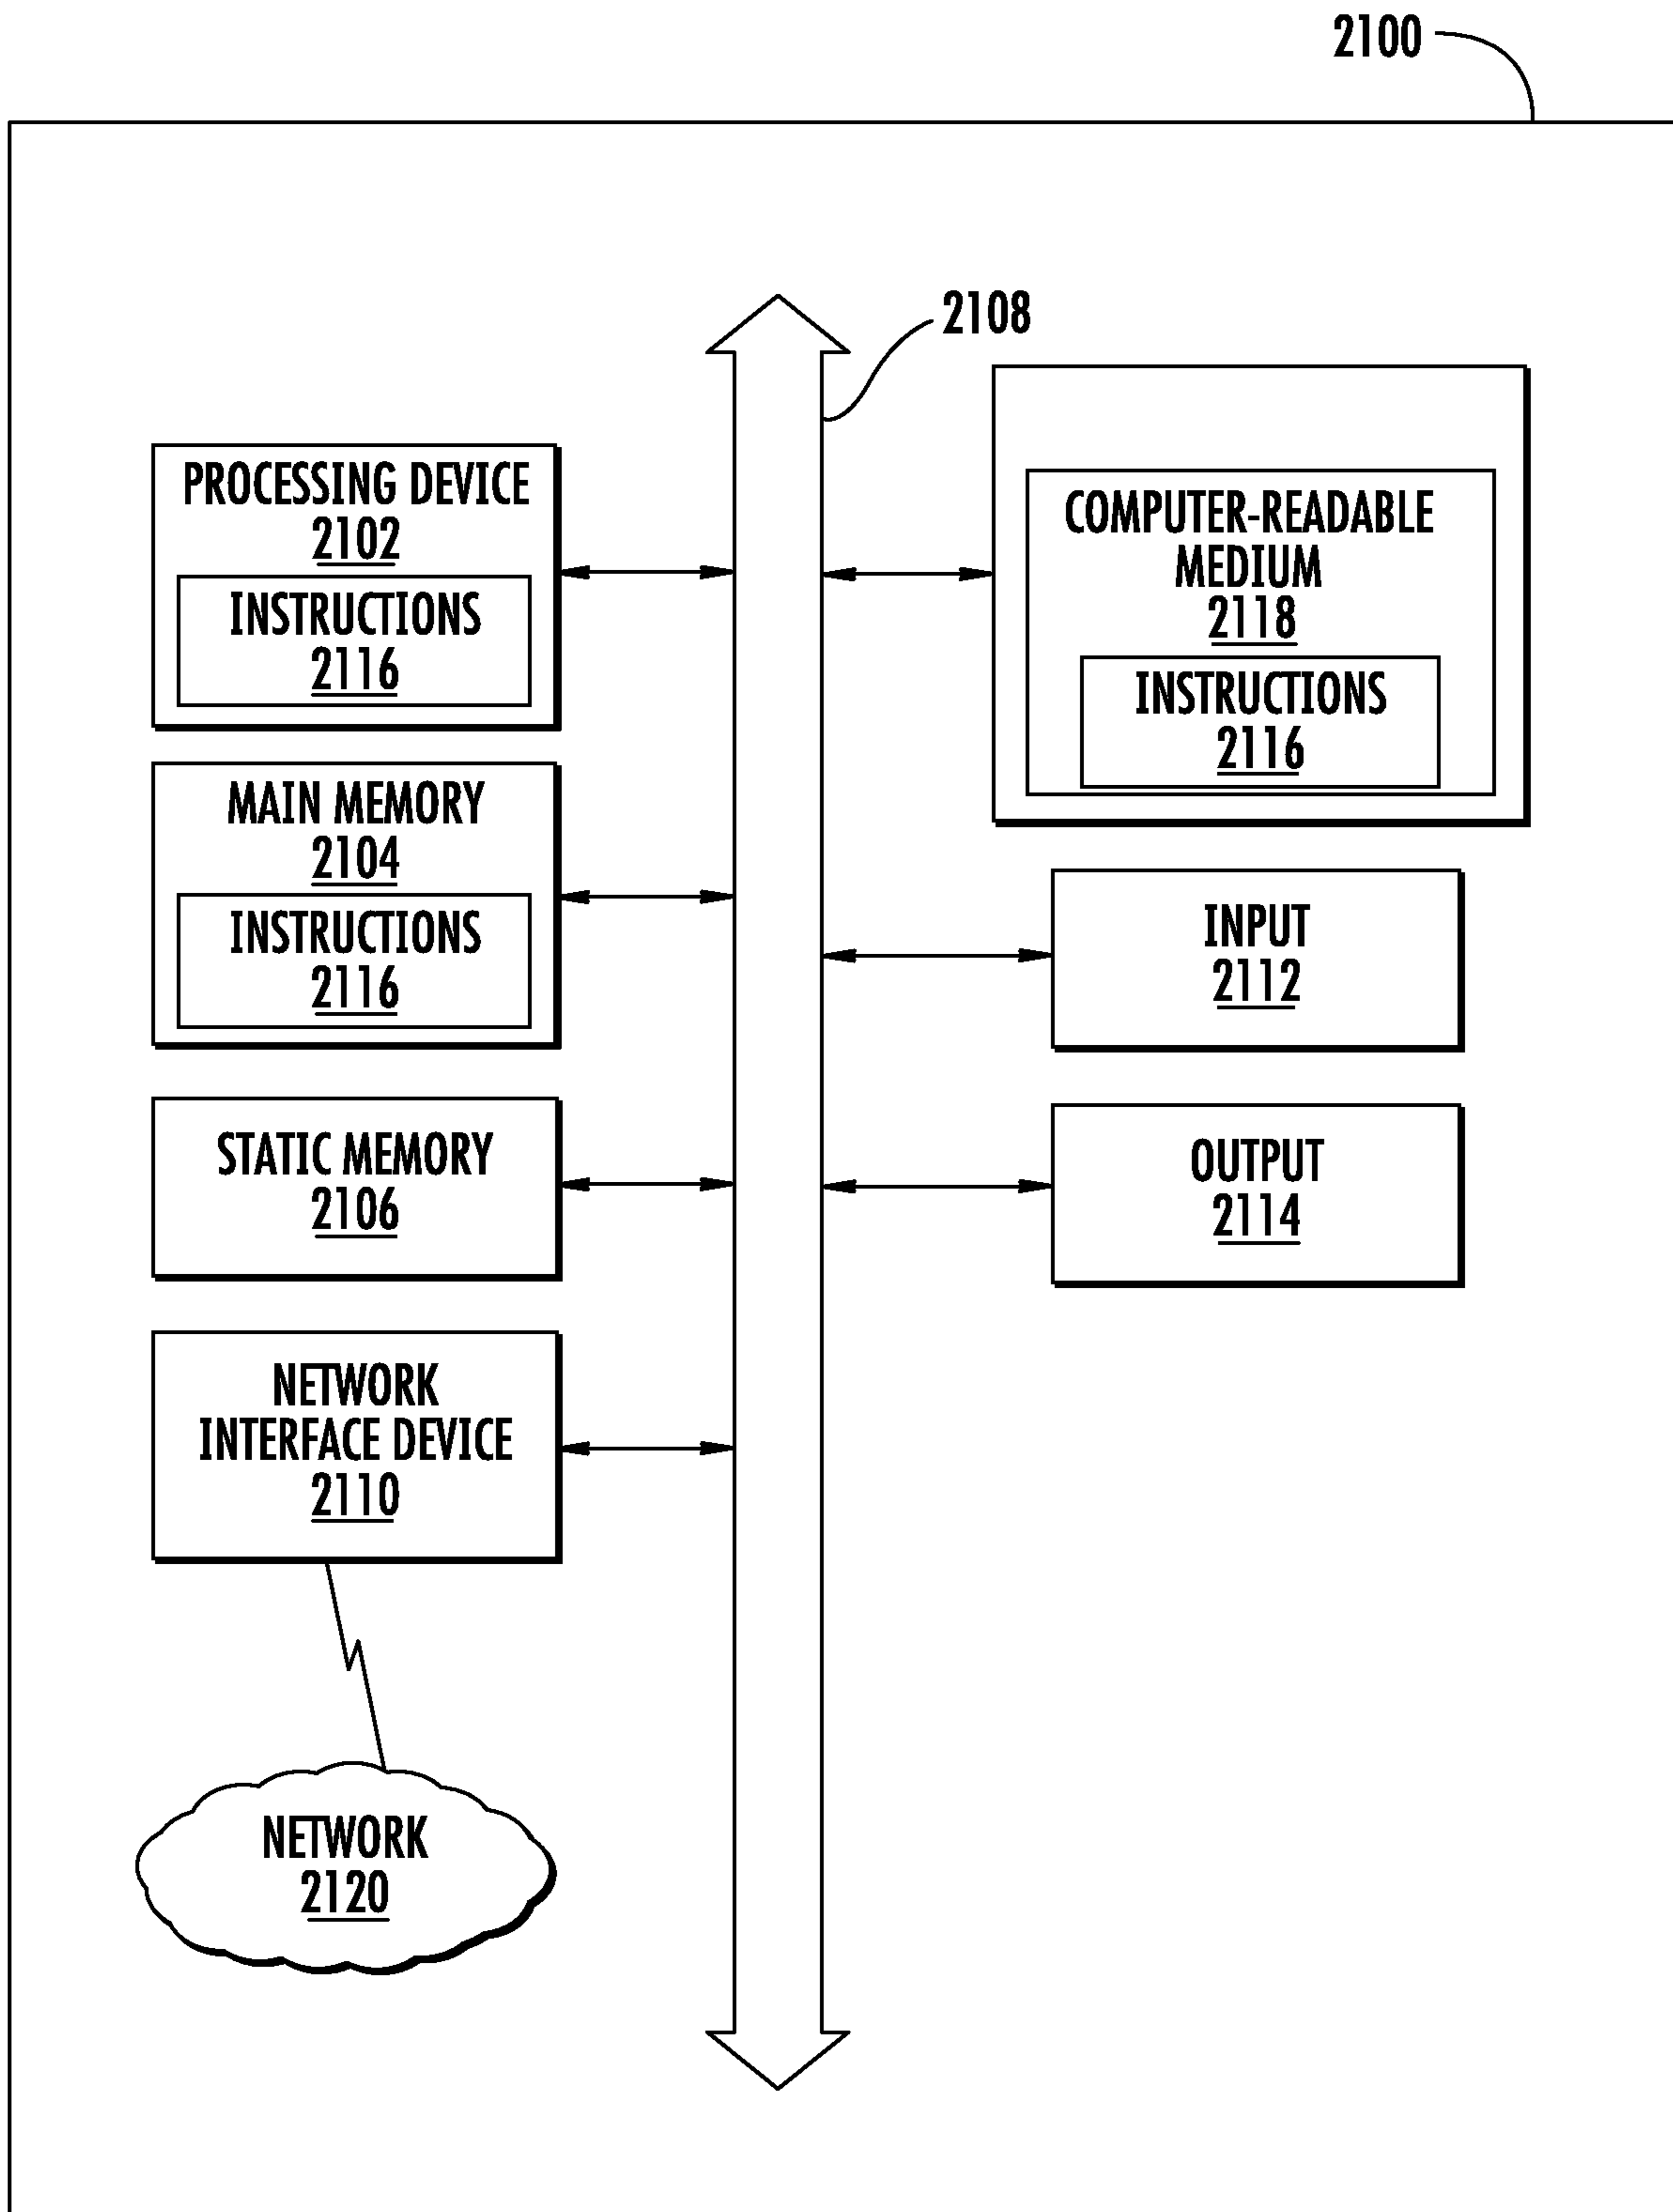 2100
2108
PROCESSING DEVICE
2102
INSTRUCTIONS
2116
MAIN MEMORY
2104
INSTRUCTIONS
2116
STATIC MEMORY
2106
NETWORK
INTERFACE DEVICE
2110
NETWORK
2120
COMPUTER-READABLE
MEDIUM
2118
INSTRUCTIONS
2116
INPUT
2112
OUTPUT
2114